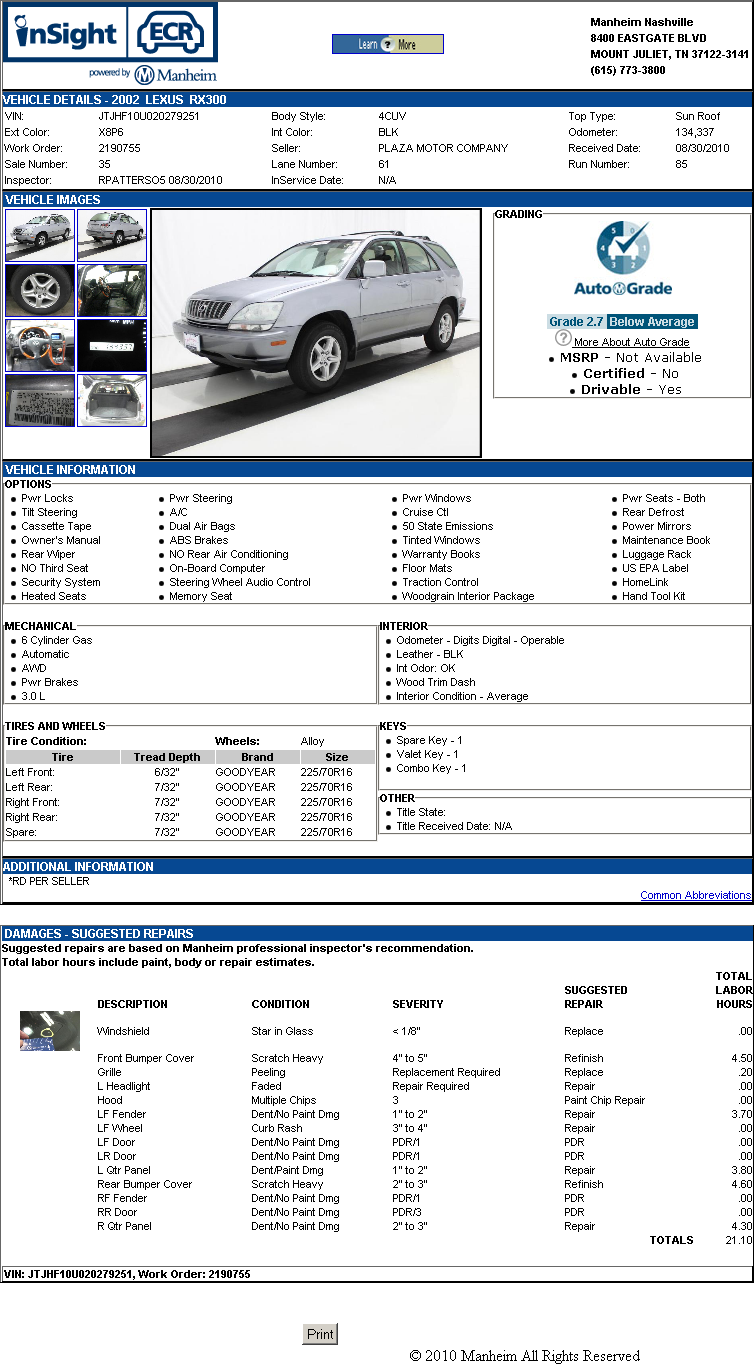 inSight ECR
powered by Manheim
Learn ? More
Manheim Nashville
8400 EASTGATE BLVD
MOUNT JULIET, TN 37122-3141
(615) 773-3800
VEHICLE DETAILS - 2002 LEXUS RX300
VIN: JTJHF10U020279251 Body Style: 4CUV Top Type: Sun Roof
Ext Color: X8P6 Int Color: BLK Odometer: 134,337
Work Order: 2190755 Seller: PLAZA MOTOR COMPANY Received Date: 08/30/2010
Sale Number: 35 Lane Number: 61 Run Number: 85
Inspector: RPATTERSO5 08/30/2010 InService Date: N/A
VEHICLE IMAGES
GRADING
5 0 4 1 3 2
AutoGrade
Grade 2.7 Below Average
? More About Auto Grade
• MSRP - Not Available
• Certified - No
• Drivable - Yes
VEHICLE INFORMATION
OPTIONS
• Pwr Locks • Pwr Steering • Pwr Windows • Pwr Seats - Both
• Tilt Steering • A/C • Cruise Ctl • Rear Defrost
• Cassette Tape • Dual Air Bags • 50 State Emissions • Power Mirrors
• Owner's Manual • ABS Brakes • Tinted Windows • Maintenance Book
• Rear Wiper • NO Rear Air Conditioning • Warranty Books • Luggage Rack
• NO Third Seat • On-Board Computer • Floor Mats • US EPA Label
• Security System • Steering Wheel Audio Control • Traction Control • HomeLink
• Heated Seats • Memory Seat • Woodgrain Interior Package • Hand Tool Kit
MECHANICAL
• 6 Cylinder Gas
• Automatic
• AWD
• Pwr Brakes
• 3.0 L
INTERIOR
• Odometer - Digits Digital - Operable
• Leather - BLK
• Int Odor: OK
• Wood Trim Dash
• Interior Condition - Average
TIRES AND WHEELS
Tire Condition: Wheels: Alloy
Tire Tread Depth Brand Size
Left Front: 6/32" GOODYEAR 225/70R16
Left Rear: 7/32" GOODYEAR 225/70R16
Right Front: 7/32" GOODYEAR 225/70R16
Right Rear: 7/32" GOODYEAR 225/70R16
Spare: 7/32" GOODYEAR 225/70R16
KEYS
• Spare Key - 1
• Valet Key - 1
• Combo Key - 1
OTHER
• Title State:
• Title Received Date: N/A
ADDITIONAL INFORMATION
*RD PER SELLER
Common Abbreviations
DAMAGES - SUGGESTED REPAIRS
Suggested repairs are based on Manheim professional inspector's recommendation.
Total labor hours include paint, body or repair estimates.
DESCRIPTION CONDITION SEVERITY SUGGESTED REPAIR TOTAL LABOR HOURS
Windshield Star in Glass < 1/8" Replace .00
Front Bumper Cover Scratch Heavy 4" to 5" Refinish 4.50
Grille Peeling Replacement Required Replace .20
L Headlight Faded Repair Required Repair .00
Hood Multiple Chips 3 Paint Chip Repair .00
LF Fender Dent/No Paint Dmg 1" to 2" Repair 3.70
LF Wheel Curb Rash 3" to 4" Repair .00
LF Door Dent/No Paint Dmg PDR/1 PDR .00
LR Door Dent/No Paint Dmg PDR/1 PDR .00
L Qtr Panel Dent/Paint Dmg 1" to 2" Repair 3.80
Rear Bumper Cover Scratch Heavy 2" to 3" Refinish 4.60
RF Fender Dent/No Paint Dmg PDR/1 PDR .00
RR Door Dent/No Paint Dmg PDR/3 PDR .00
R Qtr Panel Dent/No Paint Dmg 2" to 3" Repair 4.30
TOTALS 21.10
VIN: JTJHF10U020279251, Work Order: 2190755
Print
© 2010 Manheim All Rights Reserved